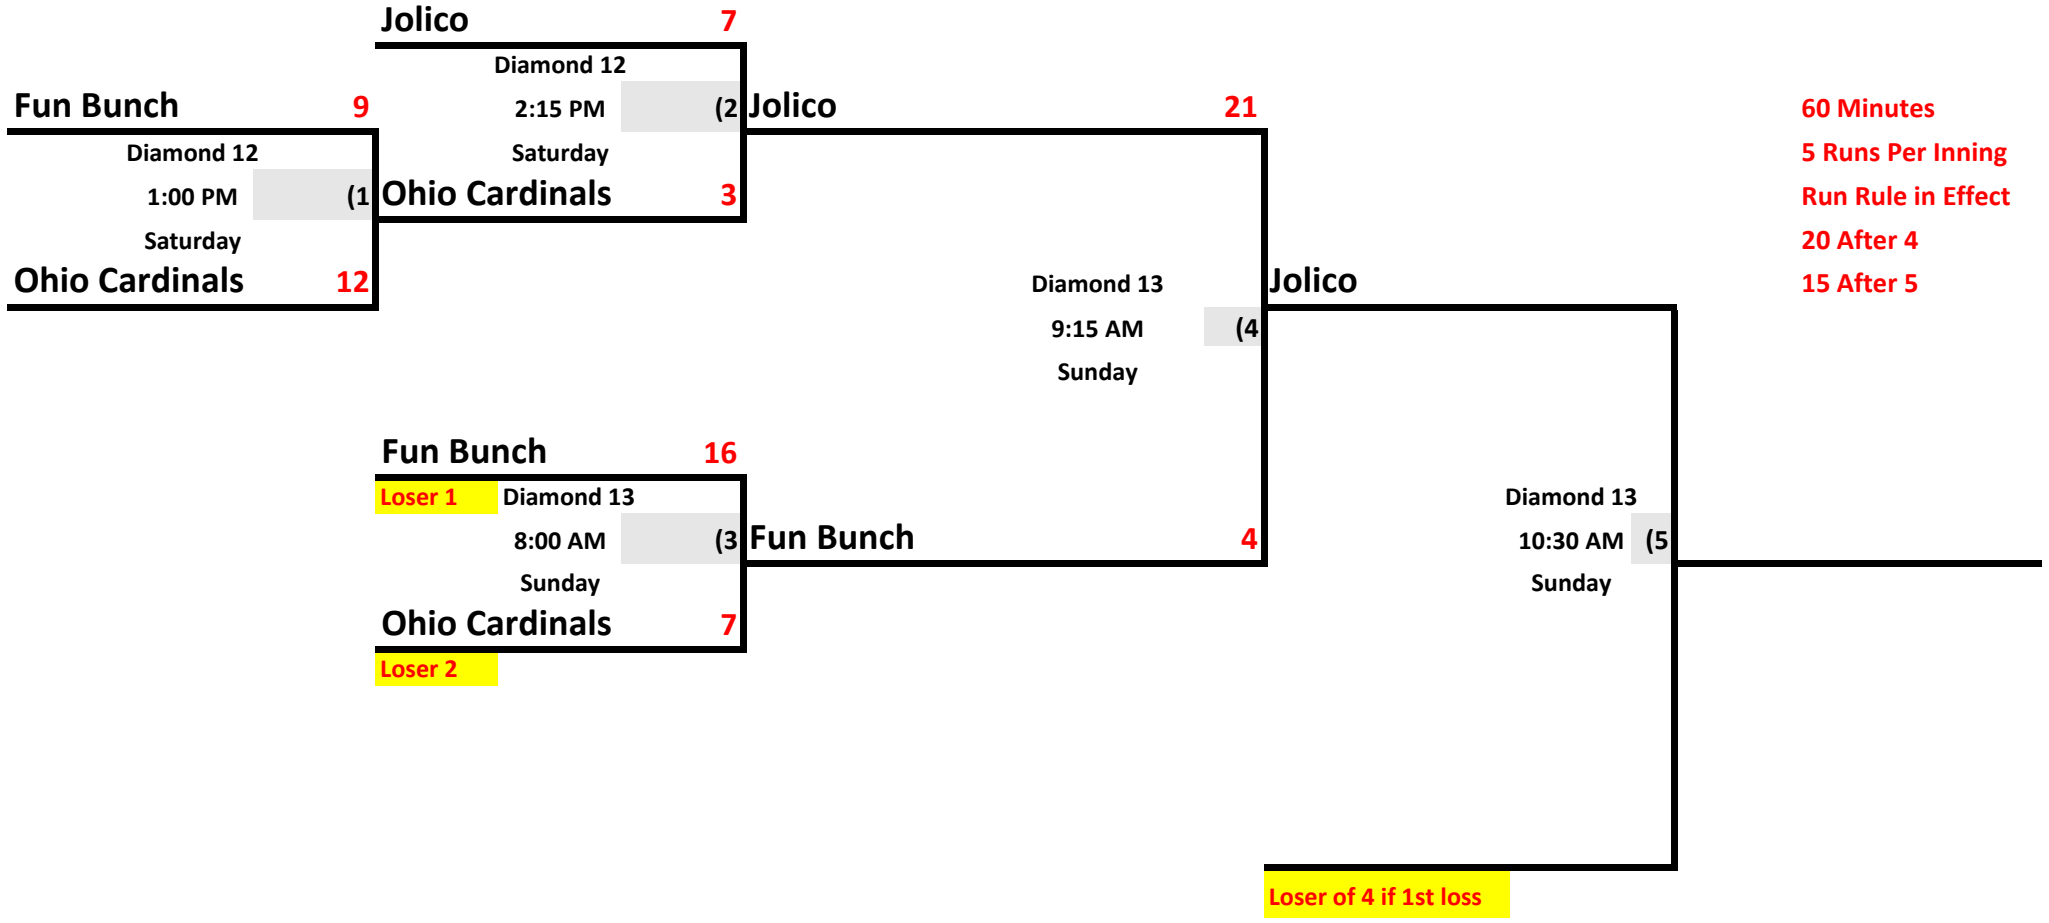 Jolico 7
Diamond 12
Fun Bunch 9
2:15 PM (2
Jolico 21
60 Minutes
Diamond 12
Saturday
5 Runs Per Inning
1:00 PM (1
Ohio Cardinals 3
Run Rule in Effect
Saturday
20 After 4
Ohio Cardinals 12
Diamond 13
Jolico
15 After 5
9:15 AM (4
Sunday
Fun Bunch 16
Loser 1
Diamond 13
Diamond 13
8:00 AM (3
Fun Bunch 4
10:30 AM (5
Sunday
Sunday
Ohio Cardinals 7
Loser 2
Loser of 4 if 1st loss